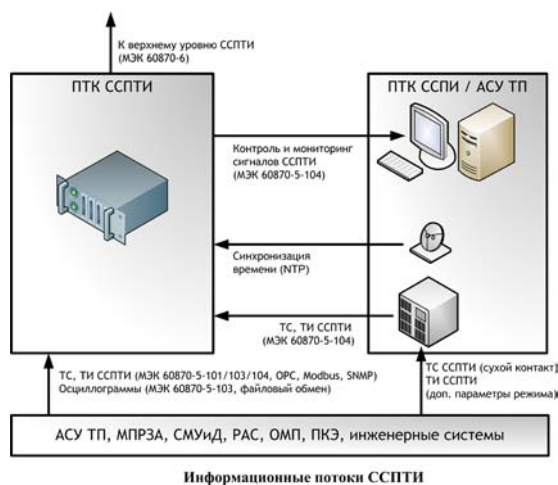 К верхнему уровню ССПТИ
(МЭК 60870-6)
ПТК ССПТИ
ПТК ССПИ / АСУ ТП
Контроль и мониторинг
сигналов ССПТИ
(МЭК 60870-5-104)
Синхронизация
времени (NTP)
ТС, ТИ ССПТИ
(МЭК 60870-5-104)
ТС, ТИ ССПТИ (МЭК 60870-5-101/103/104, OPC, Modbus, SNMP)
Осциллограммы (МЭК 60870-5-103, файловый обмен)
ТС ССПТИ (сухой контакт)
ТИ ССПТИ
(доп. параметры режима)
АСУ ТП, МПРЗА, СМУиД, РАС, ОМП, ПКЭ, инженерные системы
Информационные потоки ССПТИ